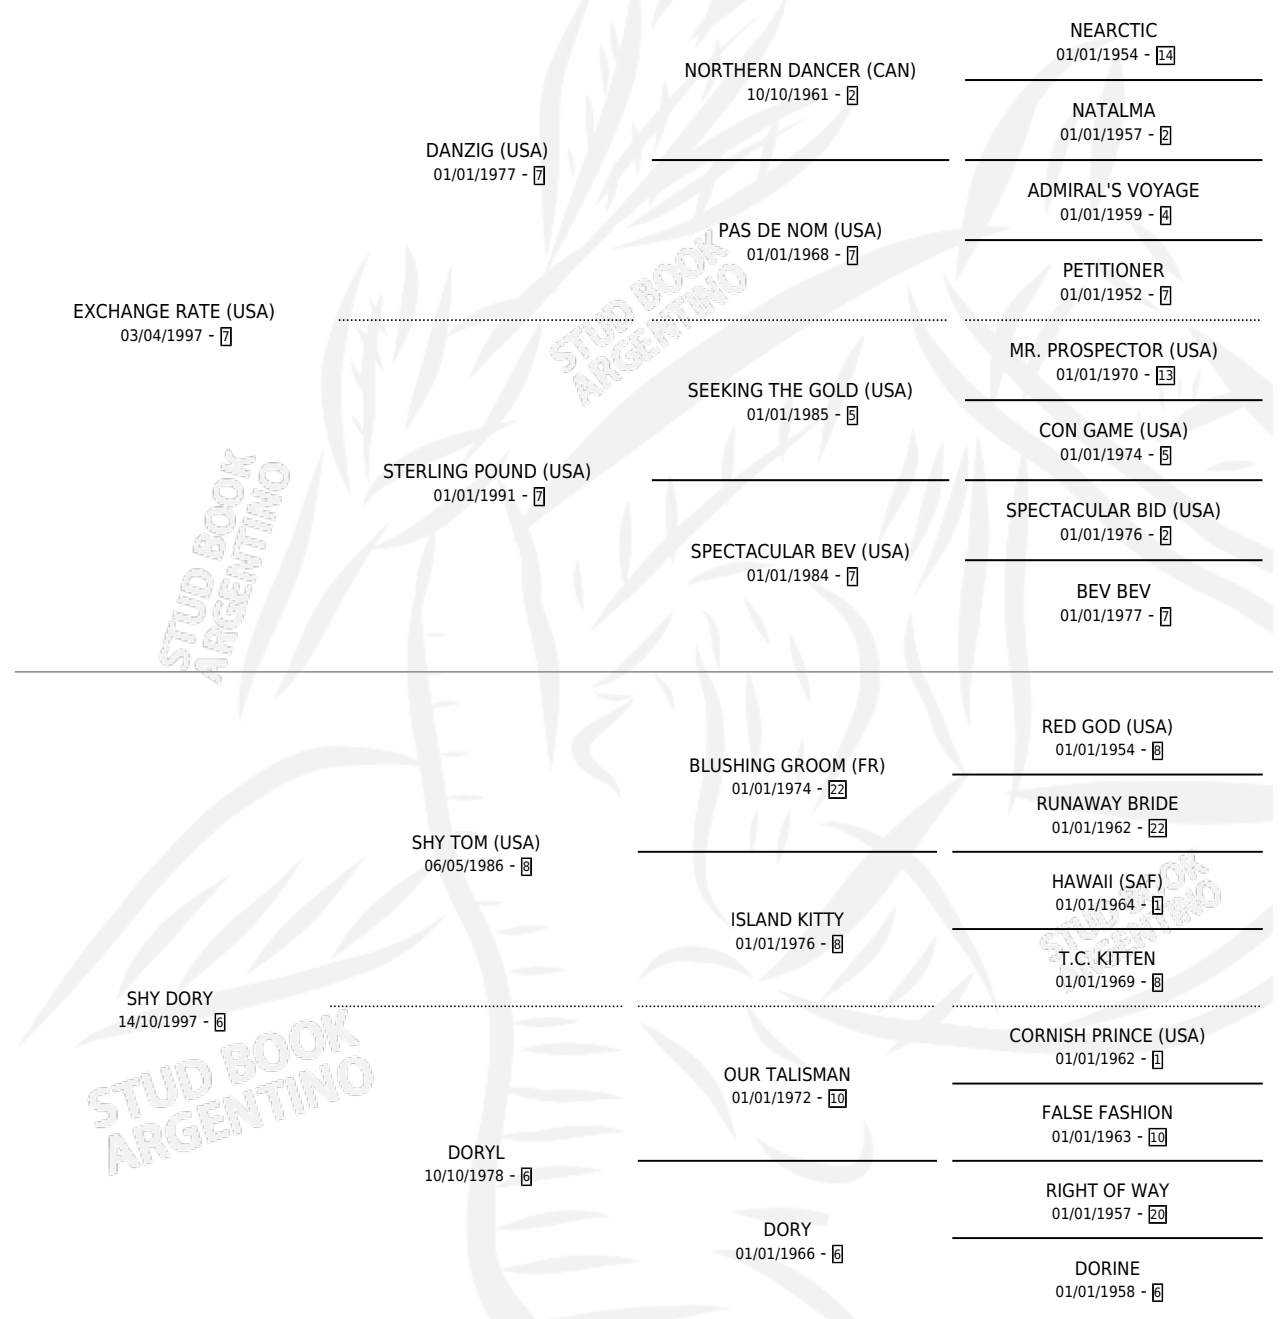 NEARCTIC
01/01/1954 - 14
NORTHERN DANCER (CAN)
10/10/1961 - 2
NATALMA
01/01/1957 - 2
DANZIG (USA)
01/01/1977 - 7
ADMIRAL'S VOYAGE
01/01/1959 - 4
PAS DE NOM (USA)
01/01/1968 - 7
PETITIONER
01/01/1952 - 7
EXCHANGE RATE (USA)
03/04/1997 - 7
MR. PROSPECTOR (USA)
01/01/1970 - 13
SEEKING THE GOLD (USA)
01/01/1985 - 5
CON GAME (USA)
01/01/1974 - 5
STERLING POUND (USA)
01/01/1991 - 7
SPECTACULAR BID (USA)
01/01/1976 - 2
SPECTACULAR BEV (USA)
01/01/1984 - 7
BEV BEV
01/01/1977 - 7
STUD BOOK
ARGENTINO
STUD BOOK
ARGENTINO
RED GOD (USA)
01/01/1954 - 8
BLUSHING GROOM (FR)
01/01/1974 - 22
RUNAWAY BRIDE
01/01/1962 - 22
SHY TOM (USA)
06/05/1986 - 8
HAWAII (SAF)
01/01/1964 - 1
ISLAND KITTY
01/01/1976 - 8
T.C. KITTEN
01/01/1969 - 8
SHY DORY
14/10/1997 - 6
CORNISH PRINCE (USA)
01/01/1962 - 1
OUR TALISMAN
01/01/1972 - 10
FALSE FASHION
01/01/1963 - 10
DORYL
10/10/1978 - 6
RIGHT OF WAY
01/01/1957 - 20
DORY
01/01/1966 - 6
DORINE
01/01/1958 - 6
STUD BOOK
ARGENTINO
STUD BOOK
ARGENTINO